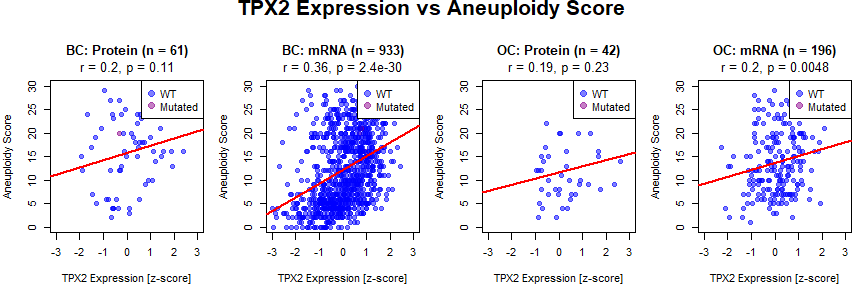 TPX2 Expression vs Aneuploidy Score
BC: Protein (n = 61)
r = 0.2, p = 0.11
WT
Mutated
Aneuploidy Score
0
5
10
15
20
25
30
-3 -2 -1 0 1 2 3
TPX2 Expression [z-score]
BC: mRNA (n = 933)
r = 0.36, p = 2.4e-30
WT
Mutated
Aneuploidy Score
0
5
10
15
20
25
30
-3 -2 -1 0 1 2 3
TPX2 Expression [z-score]
OC: Protein (n = 42)
r = 0.19, p = 0.23
WT
Mutated
Aneuploidy Score
0
5
10
15
20
25
30
-3 -2 -1 0 1 2 3
TPX2 Expression [z-score]
OC: mRNA (n = 196)
r = 0.2, p = 0.0048
WT
Mutated
Aneuploidy Score
0
5
10
15
20
25
30
-3 -2 -1 0 1 2 3
TPX2 Expression [z-score]